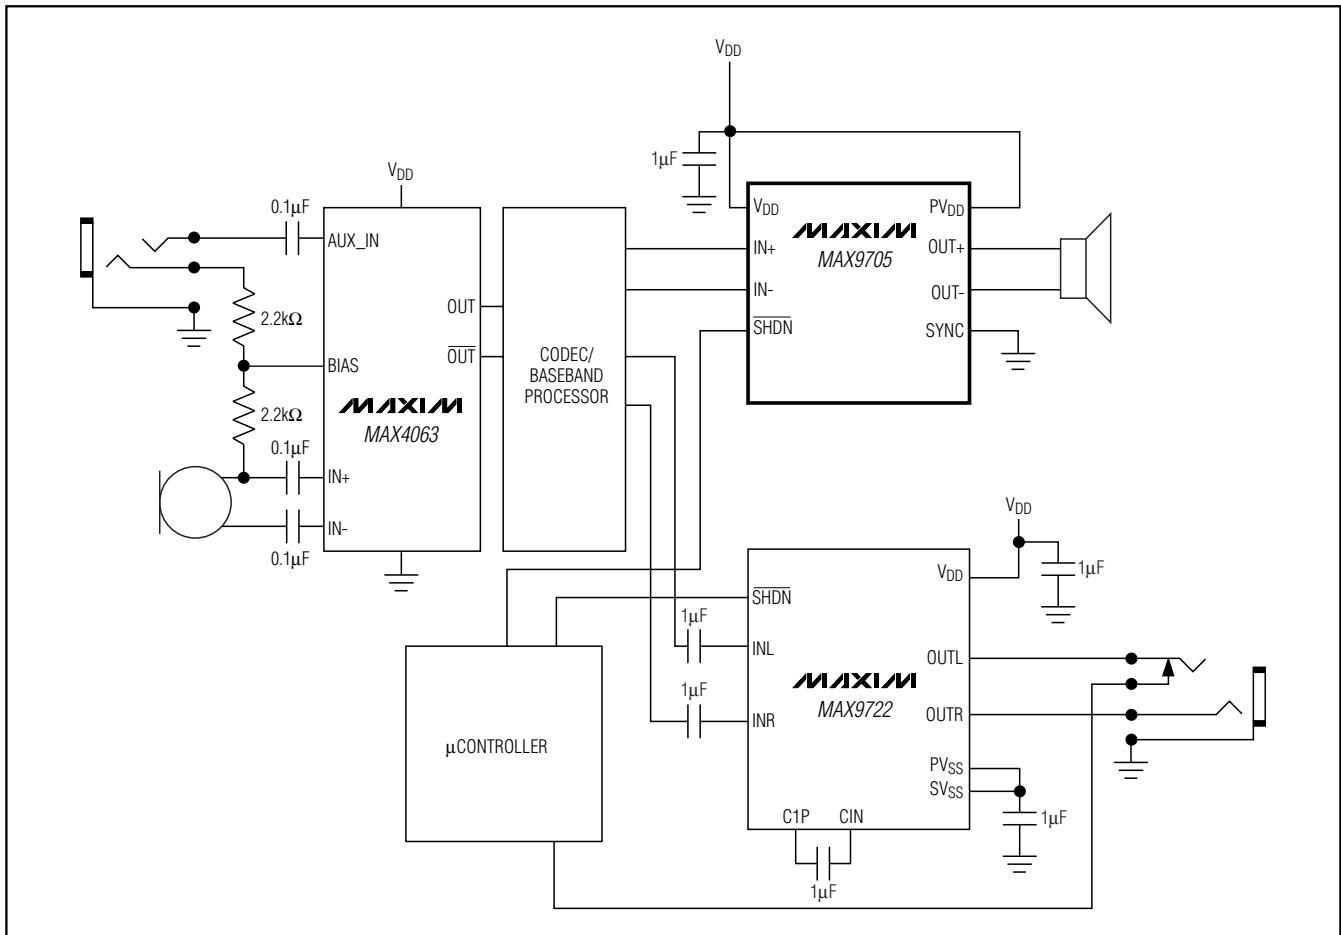 VDD
1µF
VDD
0.1µF
AUX_IN
2.2kΩ
BIAS
2.2kΩ
0.1µF
IN+
IN-
0.1µF
OUT
OUT
MAXIM
MAX4063
CODEC/
BASEBAND
PROCESSOR
VDD
PVDD
MAXIM
MAX9705
IN+
OUT+
IN-
OUT-
SHDN
SYNC
VDD
1µF
VDD
SHDN
1µF
INL
OUTL
MAXIM
MAX9722
1µF
INR
OUTR
PVSS
SVSS
1µF
C1P
CIN
1µF
µCONTROLLER